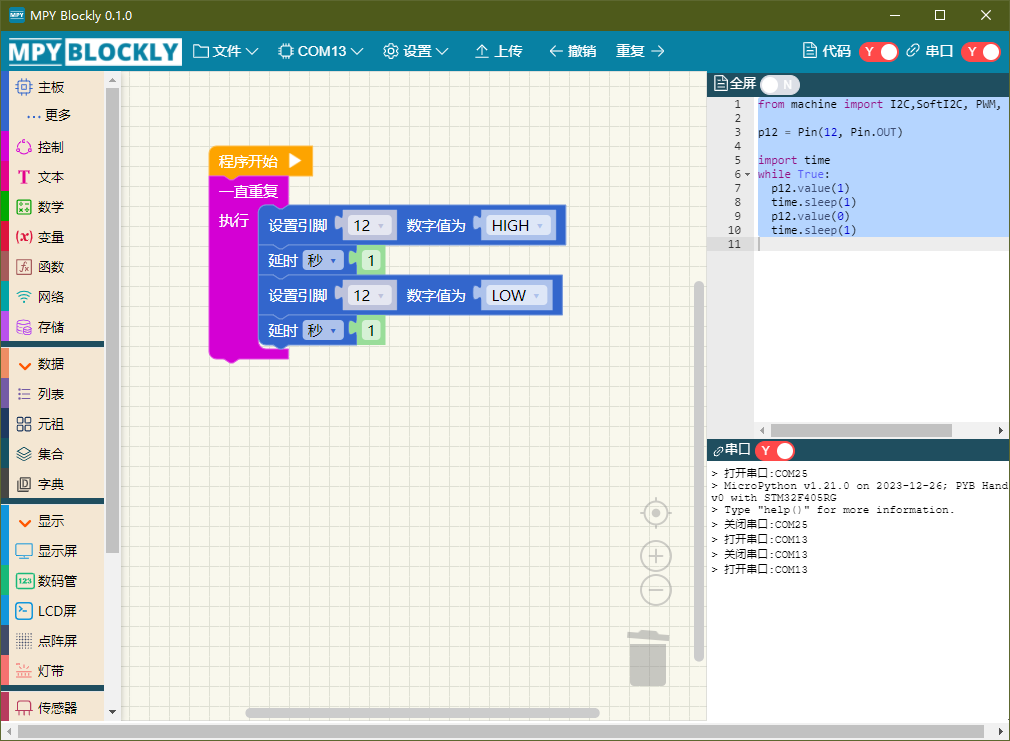 MPY Blockly 0.1.0
MPY BLOCKLY 文件 COM13 设置 上传 撤销 重复 代码 Y 串口 Y
主板
··· 更多
控制
T 文本
数学
(x) 变量
fx 函数
网络
存储
数据
列表
元祖
集合
字典
显示
显示屏
123 数码管
LCD屏
点阵屏
灯带
传感器
程序开始
一直重复
执行
设置引脚 12 数字值为 HIGH
延时 秒 1
设置引脚 12 数字值为 LOW
延时 秒 1
全屏 N
1 from machine import I2C,SoftI2C, PWM,
2
3 p12 = Pin(12, Pin.OUT)
4
5 import time
6 while True:
7 p12.value(1)
8 time.sleep(1)
9 p12.value(0)
10 time.sleep(1)
11
串口 Y
> 打开串口:COM25
> MicroPython v1.21.0 on 2023-12-26; PYB Hand
v0 with STM32F405RG
> Type "help()" for more information.
> 关闭串口:COM25
> 打开串口:COM13
> 关闭串口:COM13
> 打开串口:COM13